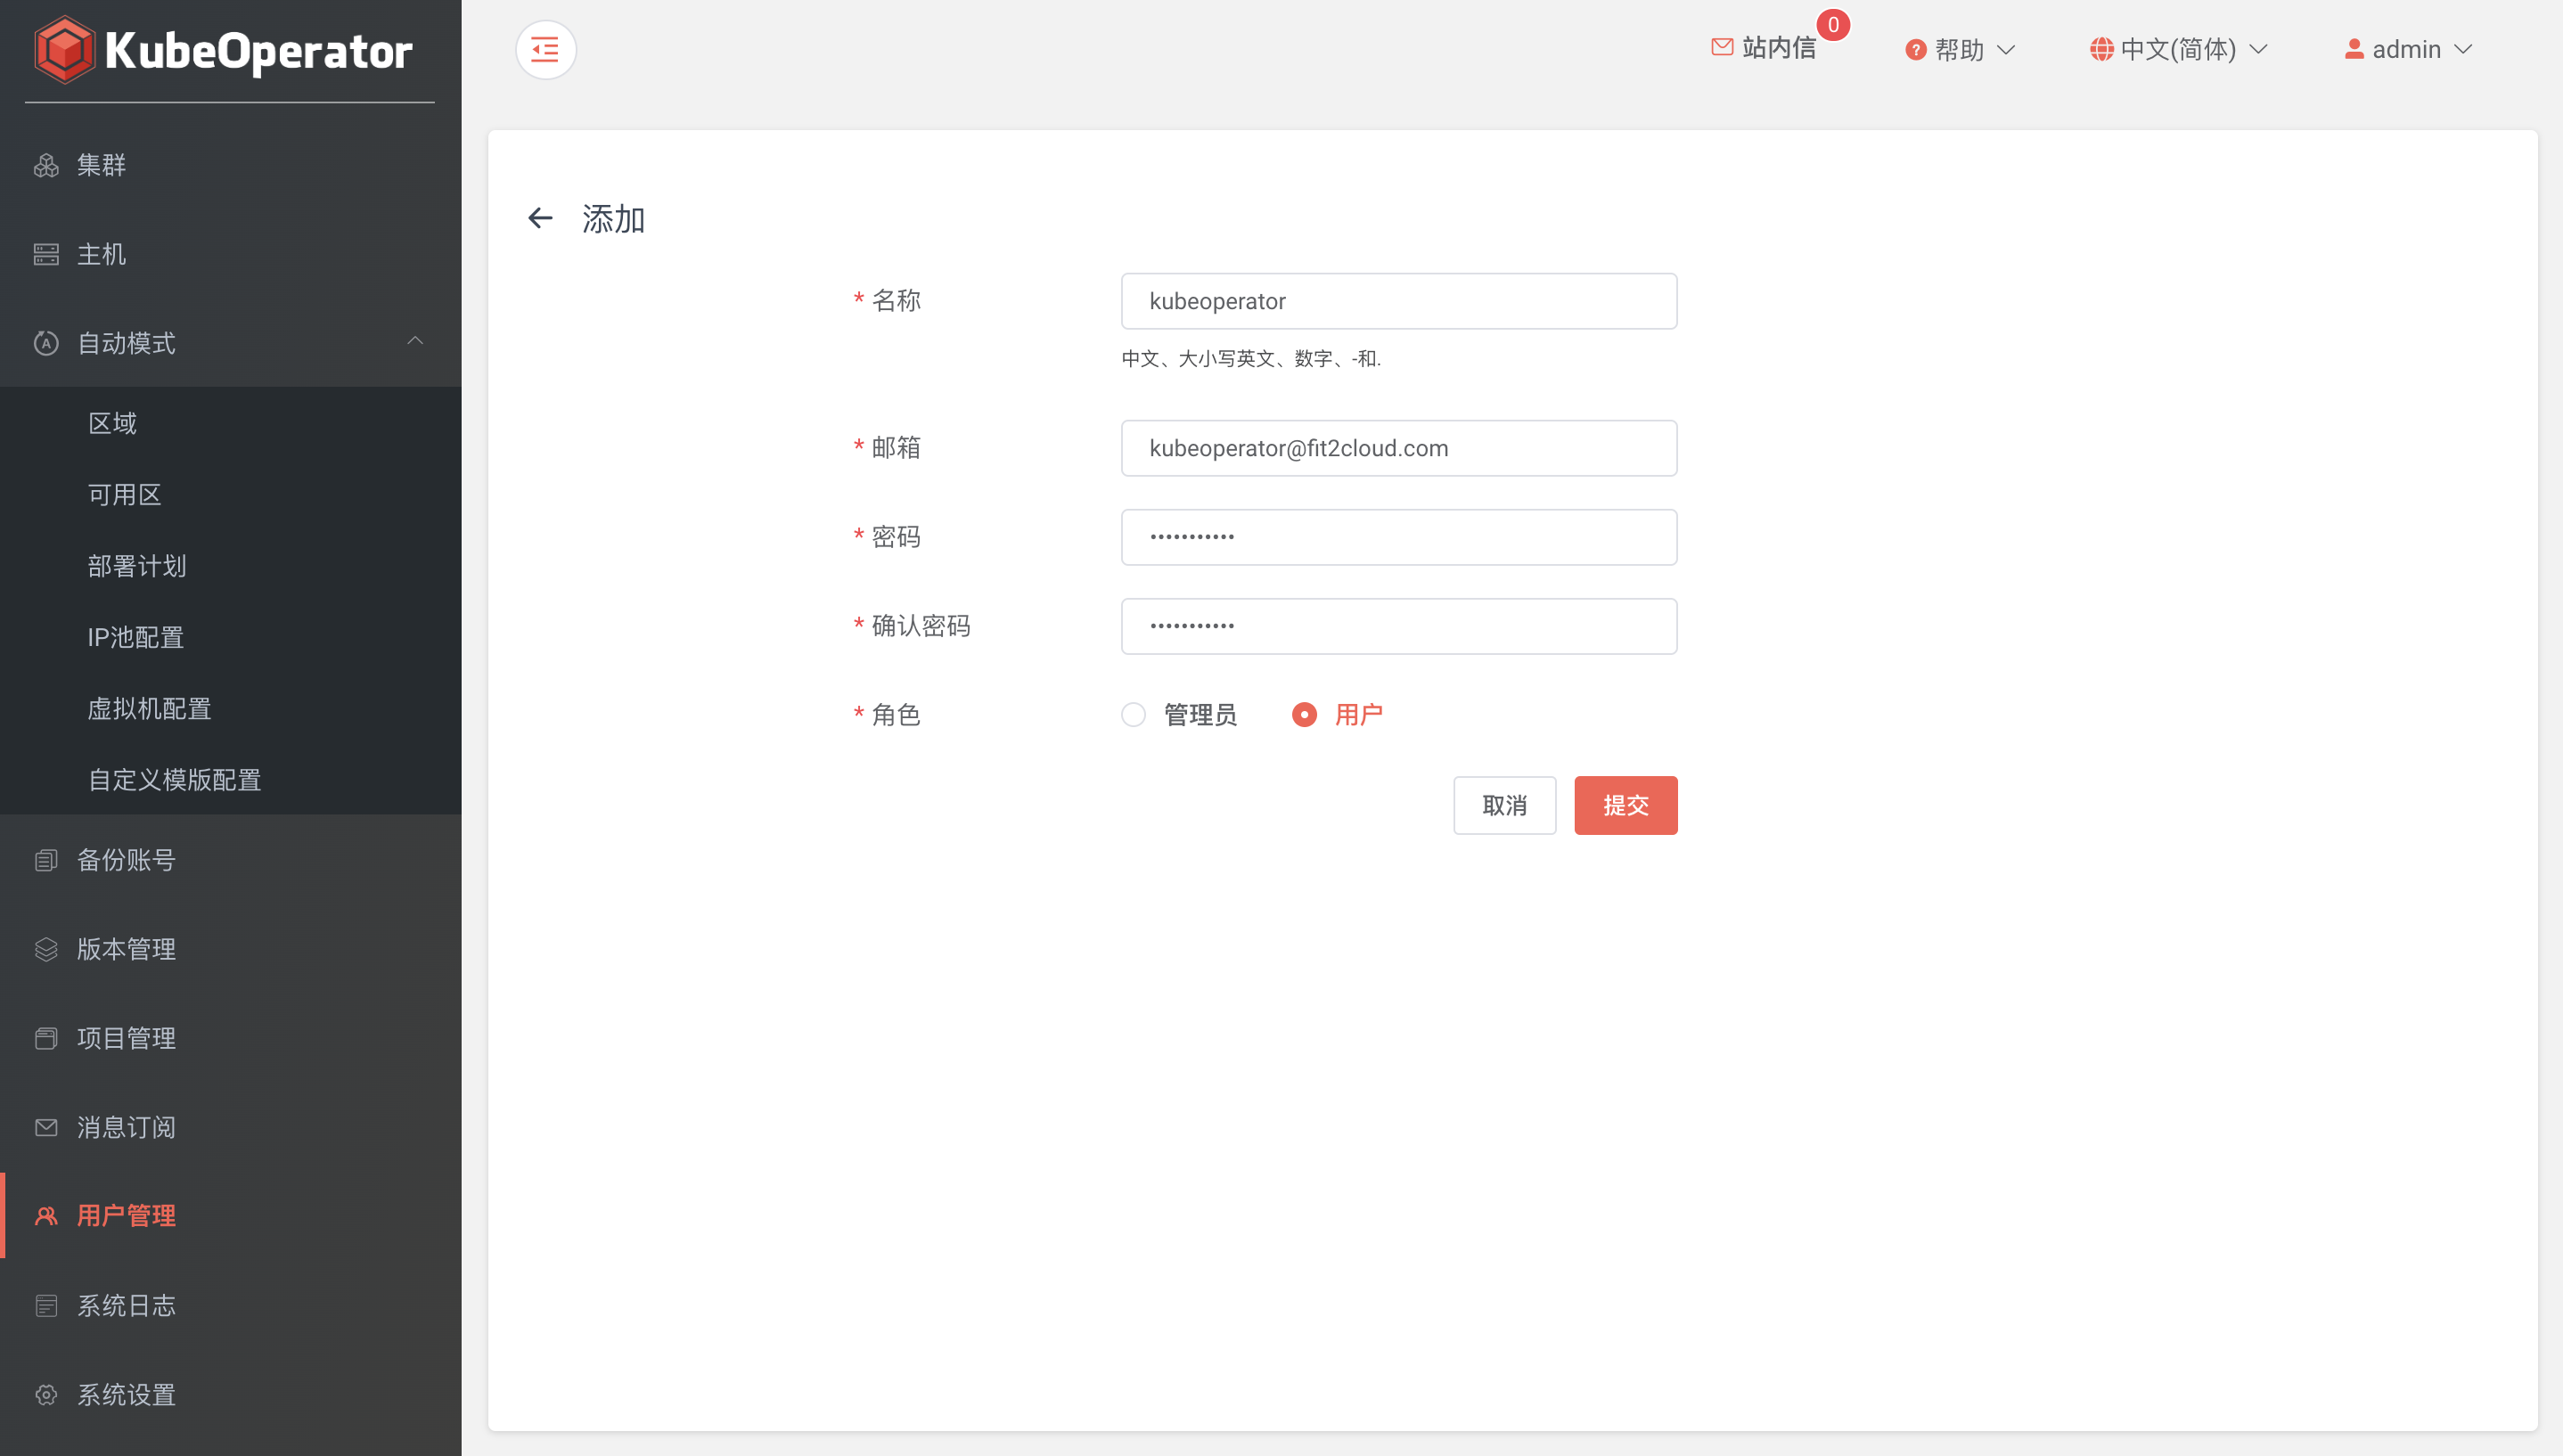 KubeOperator
站内信
0
帮助
中文(简体)
admin
集群
主机
自动模式
区域
可用区
部署计划
IP池配置
虚拟机配置
自定义模版配置
备份账号
版本管理
项目管理
消息订阅
用户管理
系统日志
系统设置
添加
* 名称
kubeoperator
中文、大小写英文、数字、-和.
* 邮箱
kubeoperator@fit2cloud.com
* 密码
•••••••••••
* 确认密码
•••••••••••
* 角色
管理员
用户
取消
提交